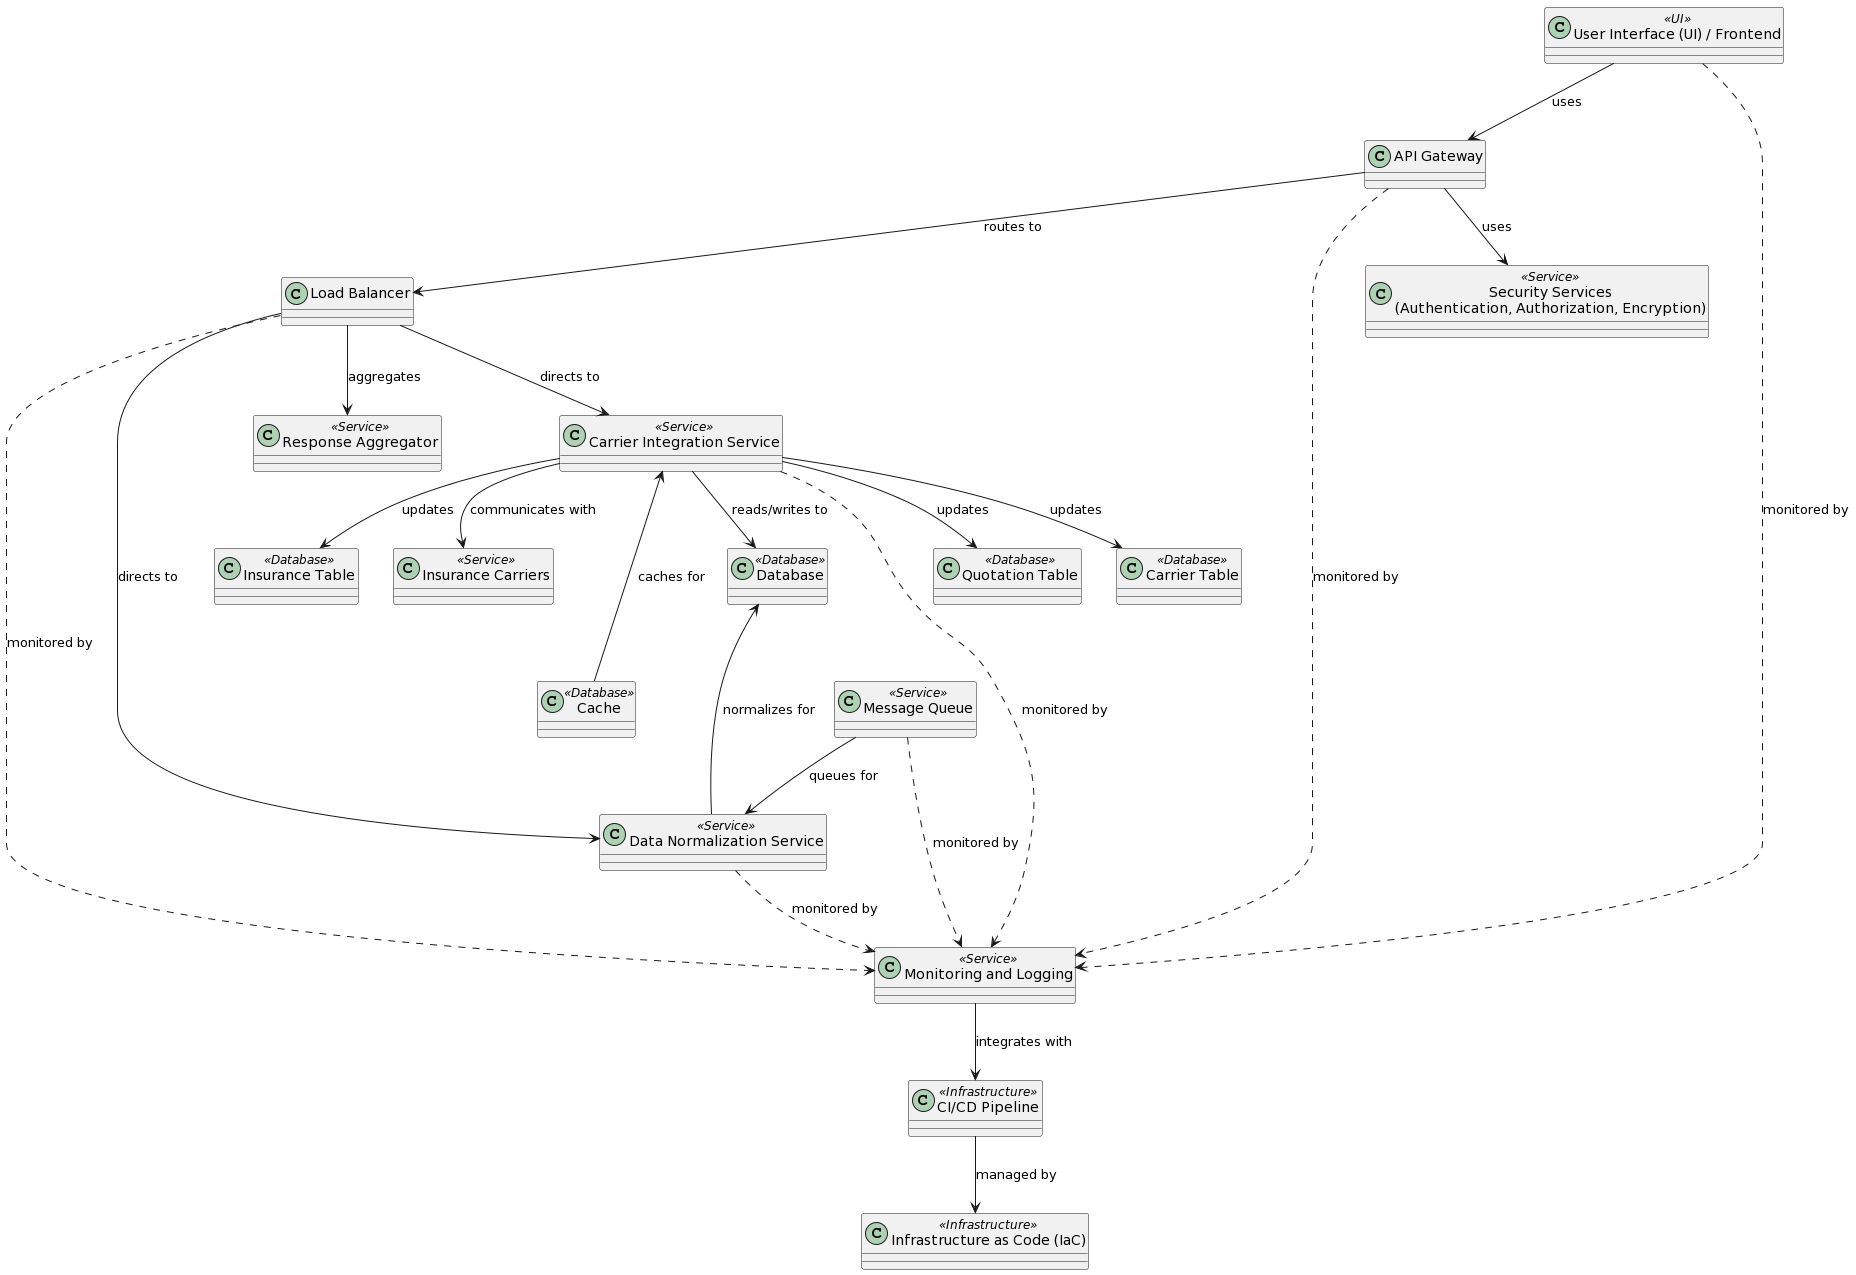 «UI»
C
User Interface (UI) / Frontend
uses
C
API Gateway
routes to
uses
C
Load Balancer
«Service»
C
Security Services
(Authentication, Authorization, Encryption)
aggregates
directs to
«Service»
C
Response Aggregator
«Service»
C
Carrier Integration Service
updates
communicates with
reads/writes to
updates
updates
monitored by
«Database»
C
Insurance Table
«Service»
C
Insurance Carriers
«Database»
C
Database
«Database»
C
Quotation Table
«Database»
C
Carrier Table
directs to
caches for
monitored by
monitored by
«Database»
C
Cache
«Service»
C
Message Queue
normalizes for
monitored by
queues for
«Service»
C
Data Normalization Service
monitored by
monitored by
«Service»
C
Monitoring and Logging
integrates with
«Infrastructure»
C
CI/CD Pipeline
managed by
«Infrastructure»
C
Infrastructure as Code (IaC)